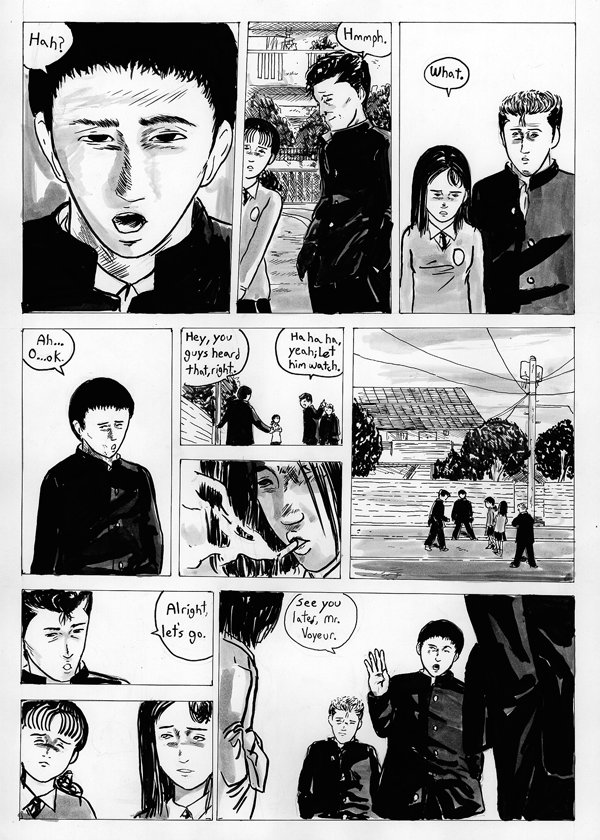 Hah?
Hmmph.
What.
Ah...
O...ok.
Hey, you
guys heard
that, right.
Ha ha ha,
yeah; let
him watch.
Alright,
let's go.
See you
later, mr.
Voyeur.